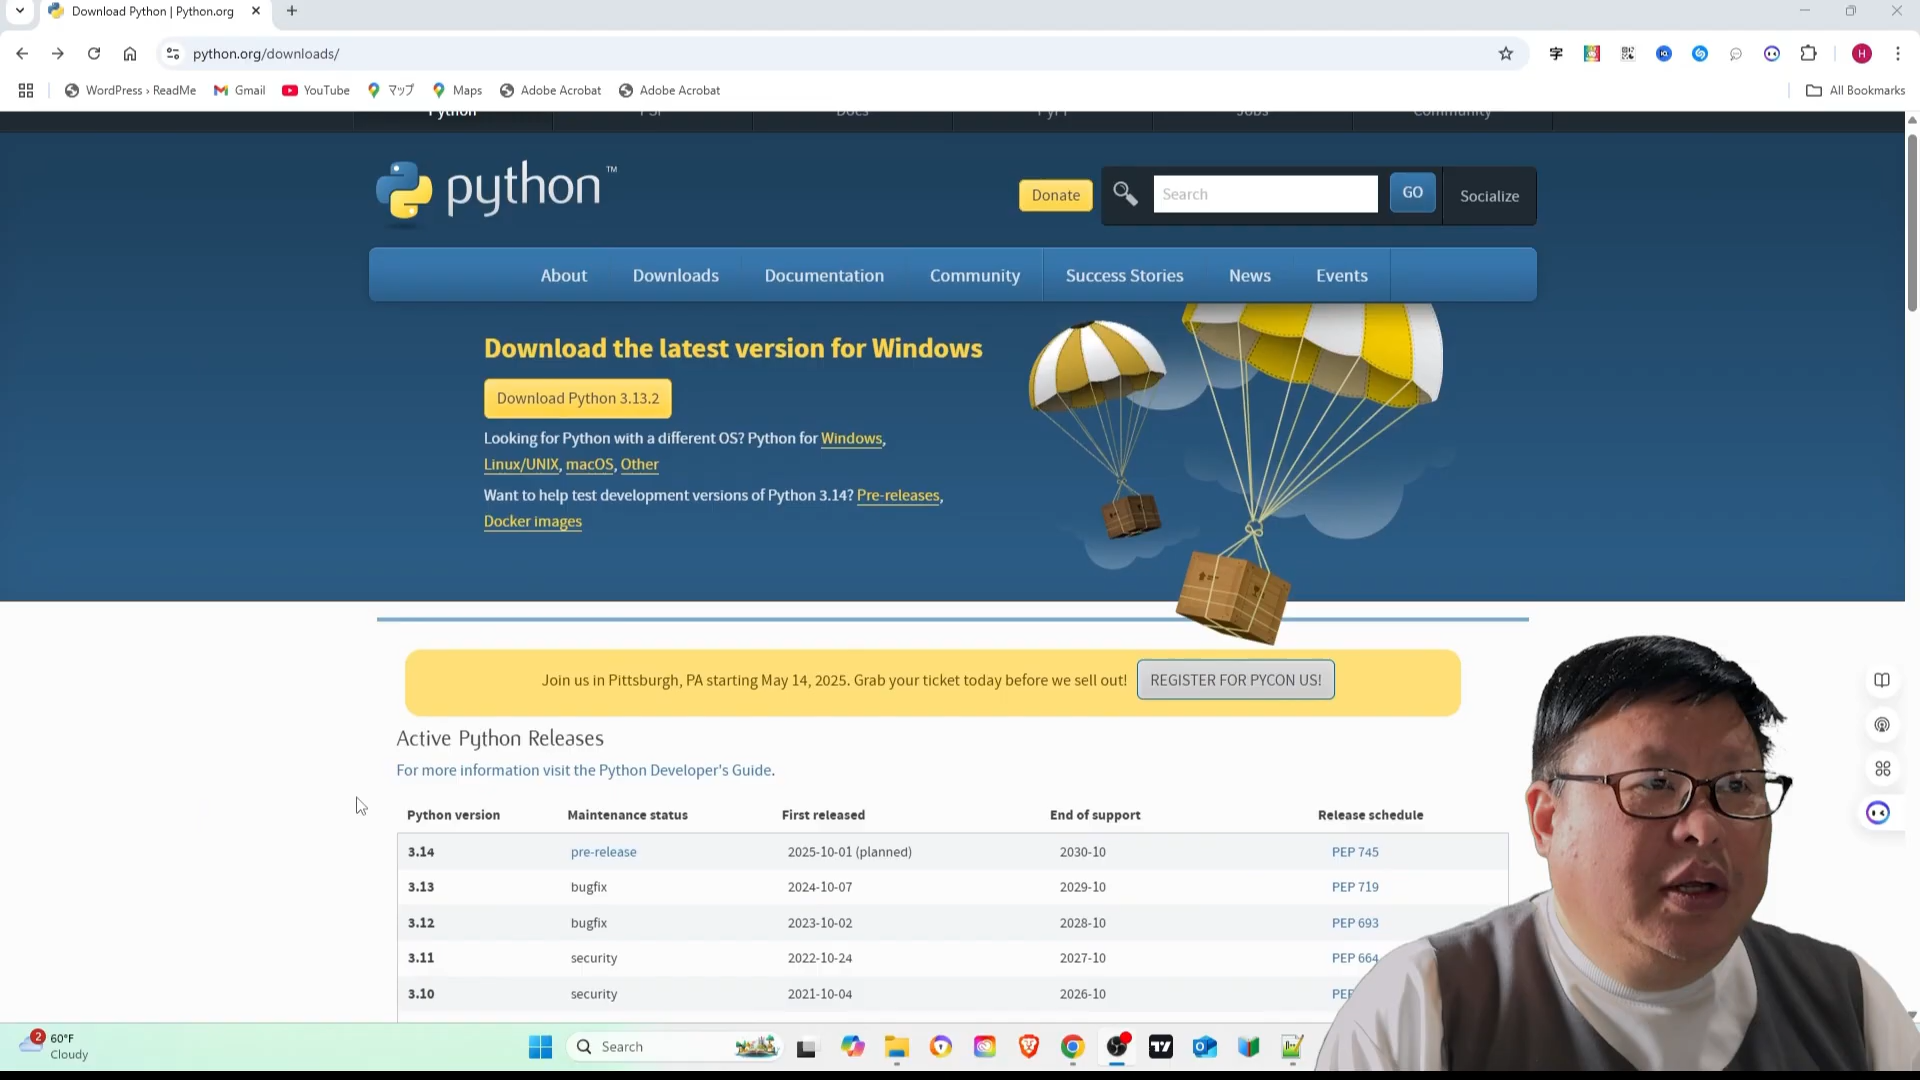 Download Python | Python.org
python.org/downloads/
字
H
WordPress › ReadMe
Gmail
YouTube
マップ
Maps
Adobe Acrobat
Adobe Acrobat
All Bookmarks
Python
PSF
Docs
PyPI
Jobs
Community
python™
Donate
Search
GO
Socialize
About
Downloads
Documentation
Community
Success Stories
News
Events
Download the latest version for Windows
Download Python 3.13.2
Looking for Python with a different OS? Python for Windows,
Linux/UNIX, macOS, Other
Want to help test development versions of Python 3.14? Pre-releases,
Docker images
Join us in Pittsburgh, PA starting May 14, 2025. Grab your ticket today before we sell out!
REGISTER FOR PYCON US!
Active Python Releases
For more information visit the Python Developer's Guide.
Python version Maintenance status First released End of support Release schedule
3.14 pre-release 2025-10-01 (planned) 2030-10 PEP 745
3.13 bugfix 2024-10-07 2029-10 PEP 719
3.12 bugfix 2023-10-02 2028-10 PEP 693
3.11 security 2022-10-24 2027-10 PEP 664
3.10 security 2021-10-04 2026-10
2
60°F
Cloudy
Search